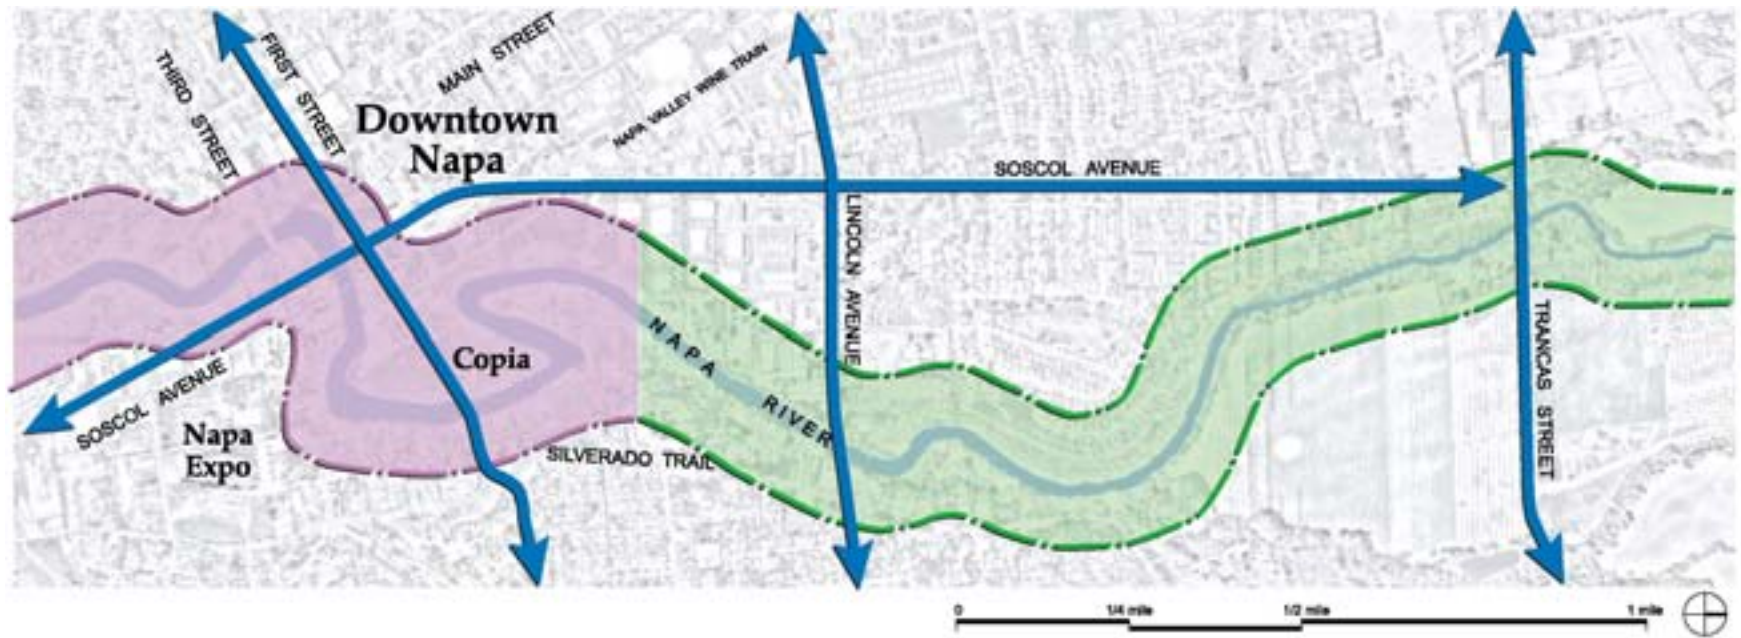 THIRD STREET
FIRST STREET
MAIN STREET
NAPA VALLEY WINE TRAIN
Downtown
Napa
SOSCOL AVENUE
LINCOLN AVENUE
TRANCAS STREET
NAPA RIVER
Copia
SOSCOL AVENUE
Napa
Expo
SILVERADO TRAIL
0
1/4 mile
1/2 mile
1 mile